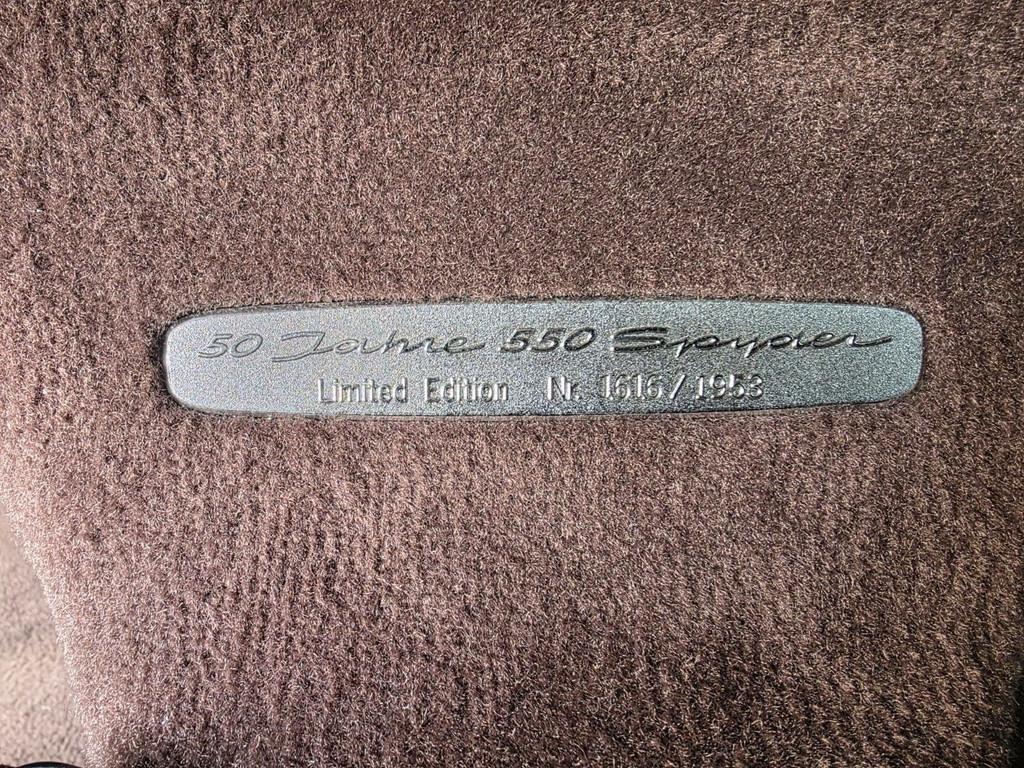 50 Jahre 550 Spyder
Limited Edition Nr. 1616/1953